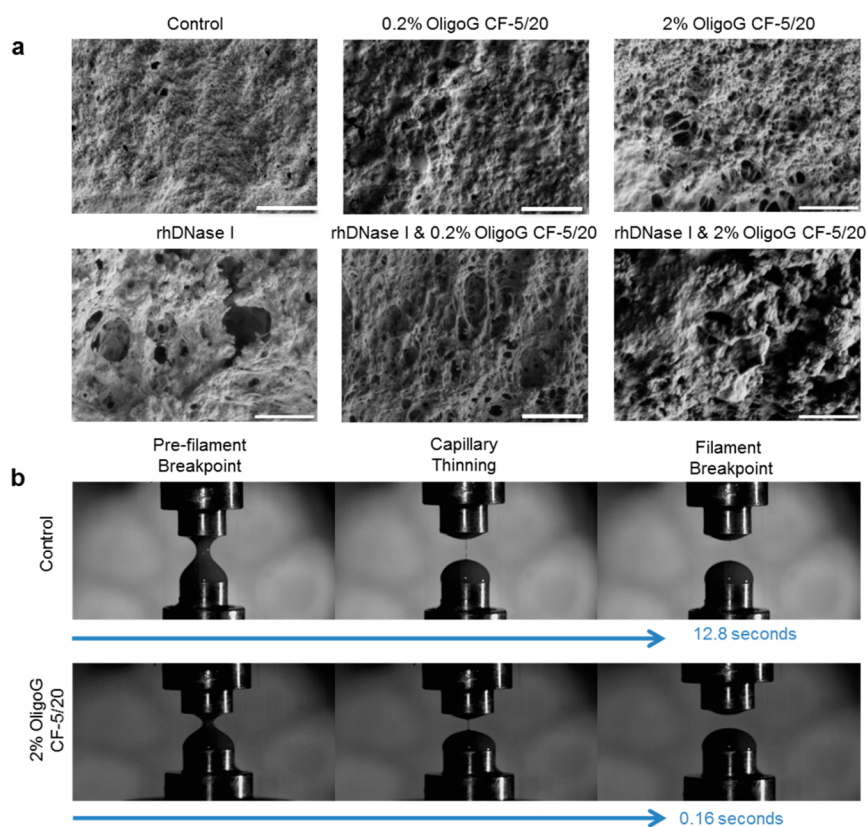 Control
0.2% OligoG CF-5/20
2% OligoG CF-5/20
a
rhDNase I
rhDNase I & 0.2% OligoG CF-5/20
rhDNase I & 2% OligoG CF-5/20
Pre-filament
Breakpoint
Capillary
Thinning
Filament
Breakpoint
b
Control
12.8 seconds
2% OligoG
CF-5/20
0.16 seconds